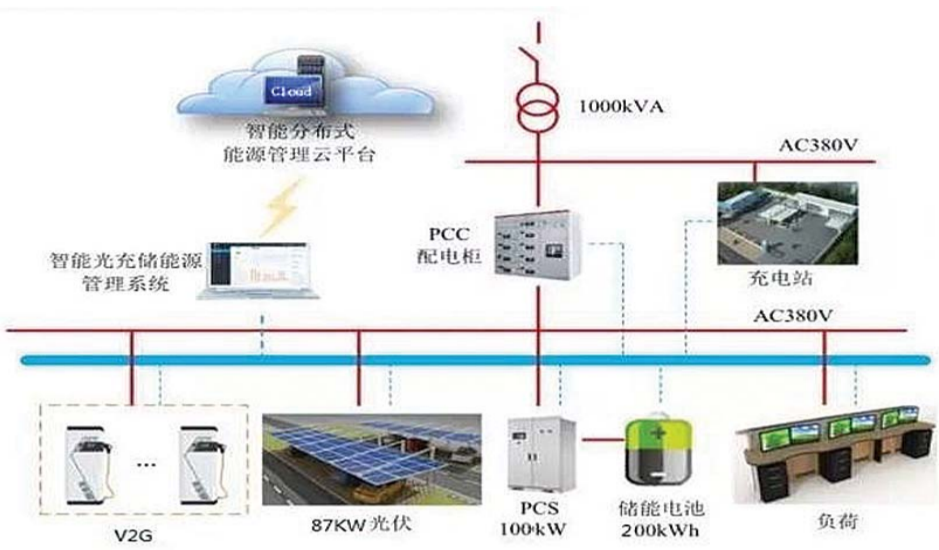 Cloud
智能分布式
能源管理云平台
1000kVA
AC380V
PCC
配电柜
智能光充储能源
管理系统
充电站
AC380V
...
V2G
87KW光伏
PCS
100kW
储能电池
200kWh
负荷